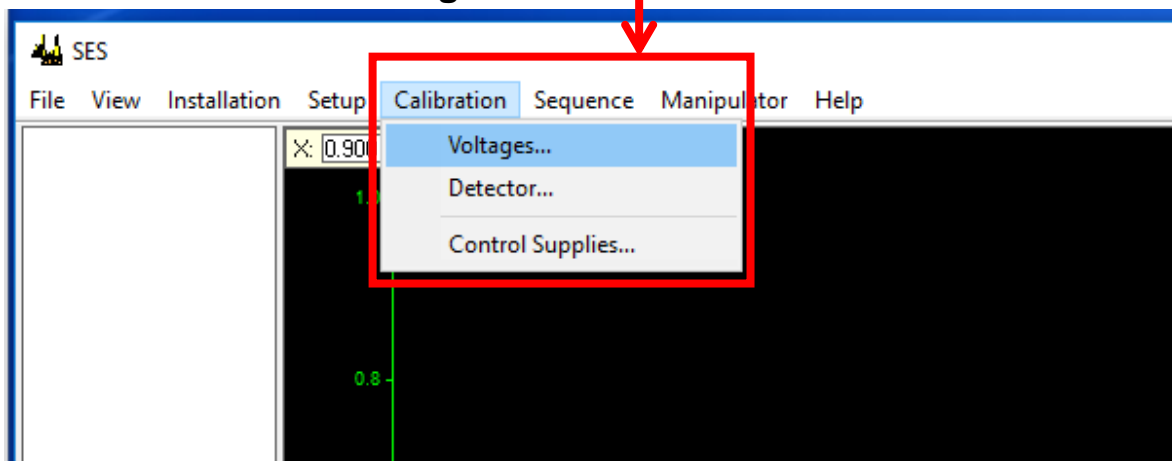 SES
File View Installation Setup Calibration Sequence Manipulator Help
X: 0.900
Voltages...
Detector...
Control Supplies...
0.8